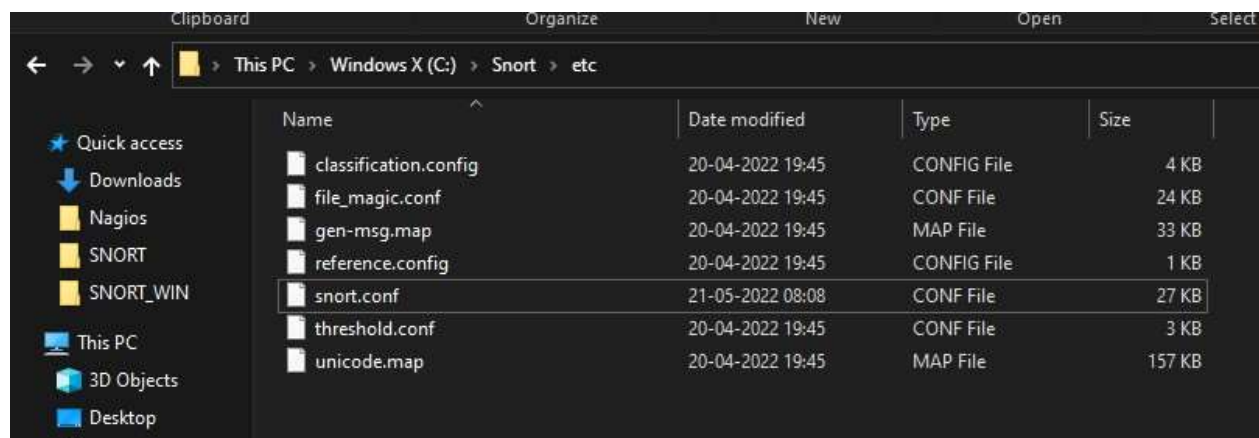 Clipboard Organize New Open Select
This PC Windows X (C:) Snort etc
Name Date modified Type Size
Quick access
Downloads
Nagios
SNORT
SNORT_WIN
This PC
3D Objects
Desktop
classification.config 20-04-2022 19:45 CONFIG File 4 KB
file_magic.conf 20-04-2022 19:45 CONF File 24 KB
gen-msg.map 20-04-2022 19:45 MAP File 33 KB
reference.config 20-04-2022 19:45 CONFIG File 1 KB
snort.conf 21-05-2022 08:08 CONF File 27 KB
threshold.conf 20-04-2022 19:45 CONF File 3 KB
unicode.map 20-04-2022 19:45 MAP File 157 KB